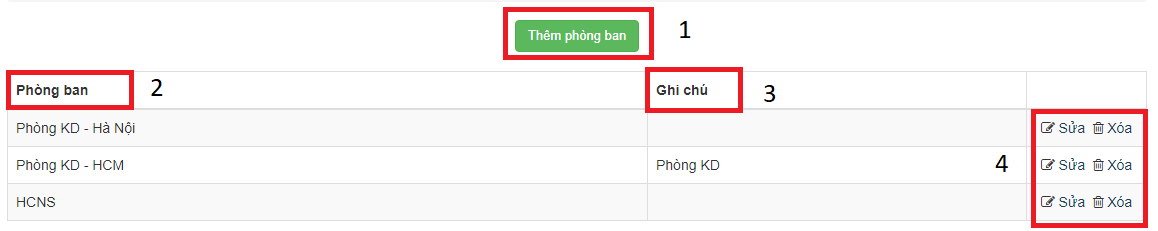 Thêm phòng ban 1
Phòng ban 2 Ghi chú 3
Phòng KD - Hà Nội Sửa Xóa
Phòng KD - HCM Phòng KD 4 Sửa Xóa
HCNS Sửa Xóa